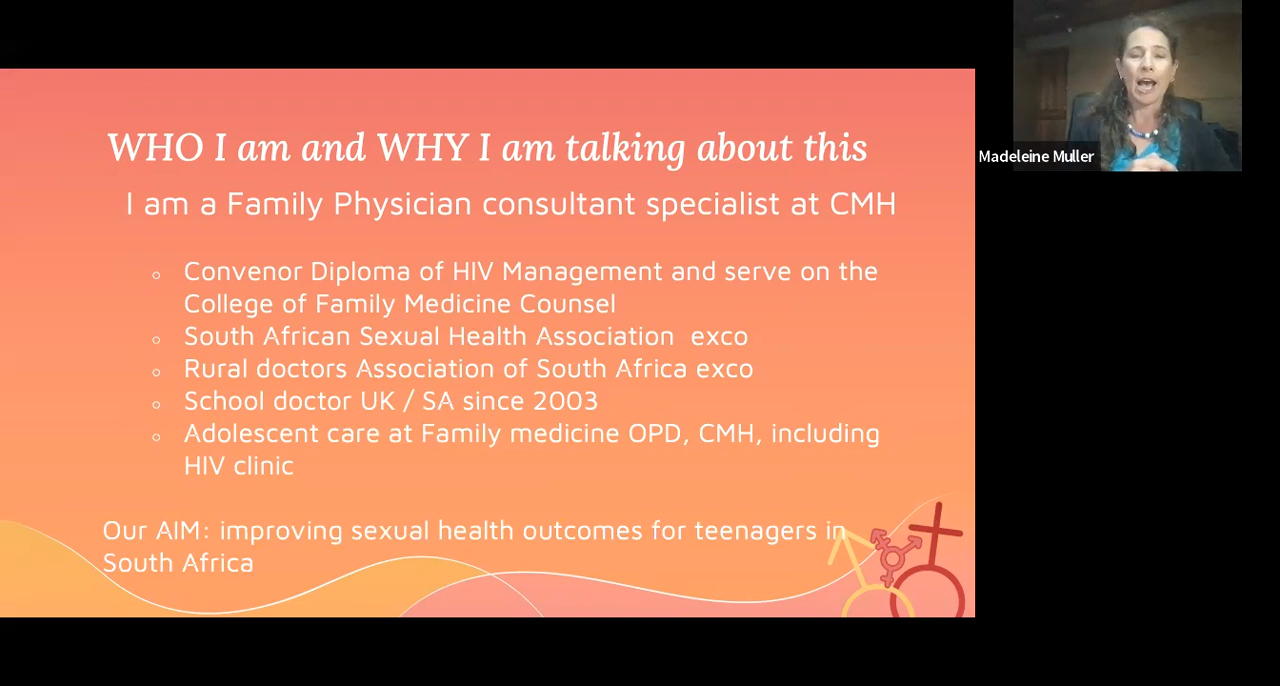 WHO I am and WHY I am talking about this
I am a Family Physician consultant specialist at CMH
Convenor Diploma of HIV Management and serve on the
College of Family Medicine Counsel
South African Sexual Health Association exco
Rural doctors Association of South Africa exco
School doctor UK / SA since 2003
Adolescent care at Family medicine OPD, CMH, including
HIV clinic
Our AIM: improving sexual health outcomes for teenagers in
South Africa
Madeleine Muller